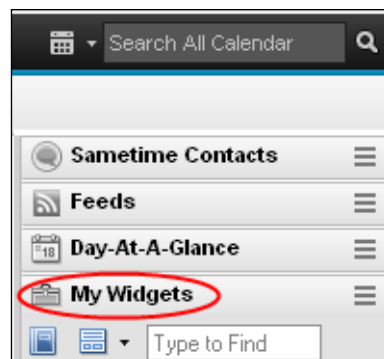 Search All Calendar
Sametime Contacts
Feeds
18 Day-At-A-Glance
My Widgets
Type to Find